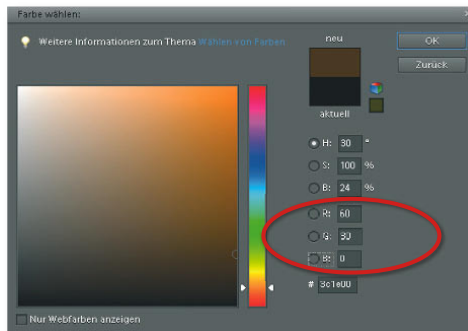 Farbe wählen:
Weitere Informationen zum Thema Wählen von Farben
neu
OK
Zurück
aktuell
H: 30 °
S: 100 %
B: 24 %
R: 60
G: 30
B: 0
# 3c1e00
Nur Webfarben anzeigen